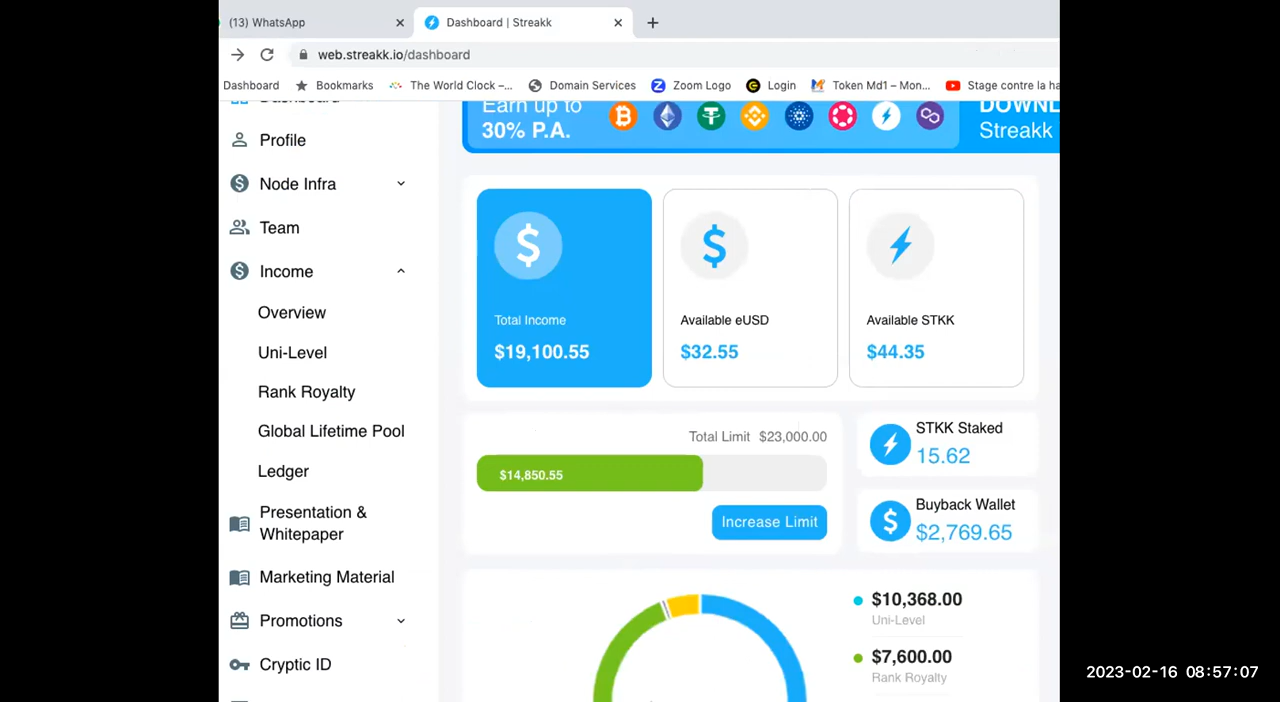 (13) WhatsApp
Dashboard | Streakk
web.streakk.io/dashboard
Dashboard
Bookmarks
The World Clock –...
Domain Services
Zoom Logo
Login
Token Md1 – Mon...
Stage contre la ha
Dashboard
Profile
Node Infra
Team
Income
Overview
Uni-Level
Rank Royalty
Global Lifetime Pool
Ledger
Presentation &
Whitepaper
Marketing Material
Promotions
Cryptic ID
Earn up to
30% P.A.
Streakk
Total Income
$19,100.55
Available eUSD
$32.55
Available STKK
$44.35
Total Limit $23,000.00
$14,850.55
Increase Limit
STKK Staked
15.62
Buyback Wallet
$2,769.65
$10,368.00
Uni-Level
$7,600.00
Rank Royalty
2023-02-16 08:57:07